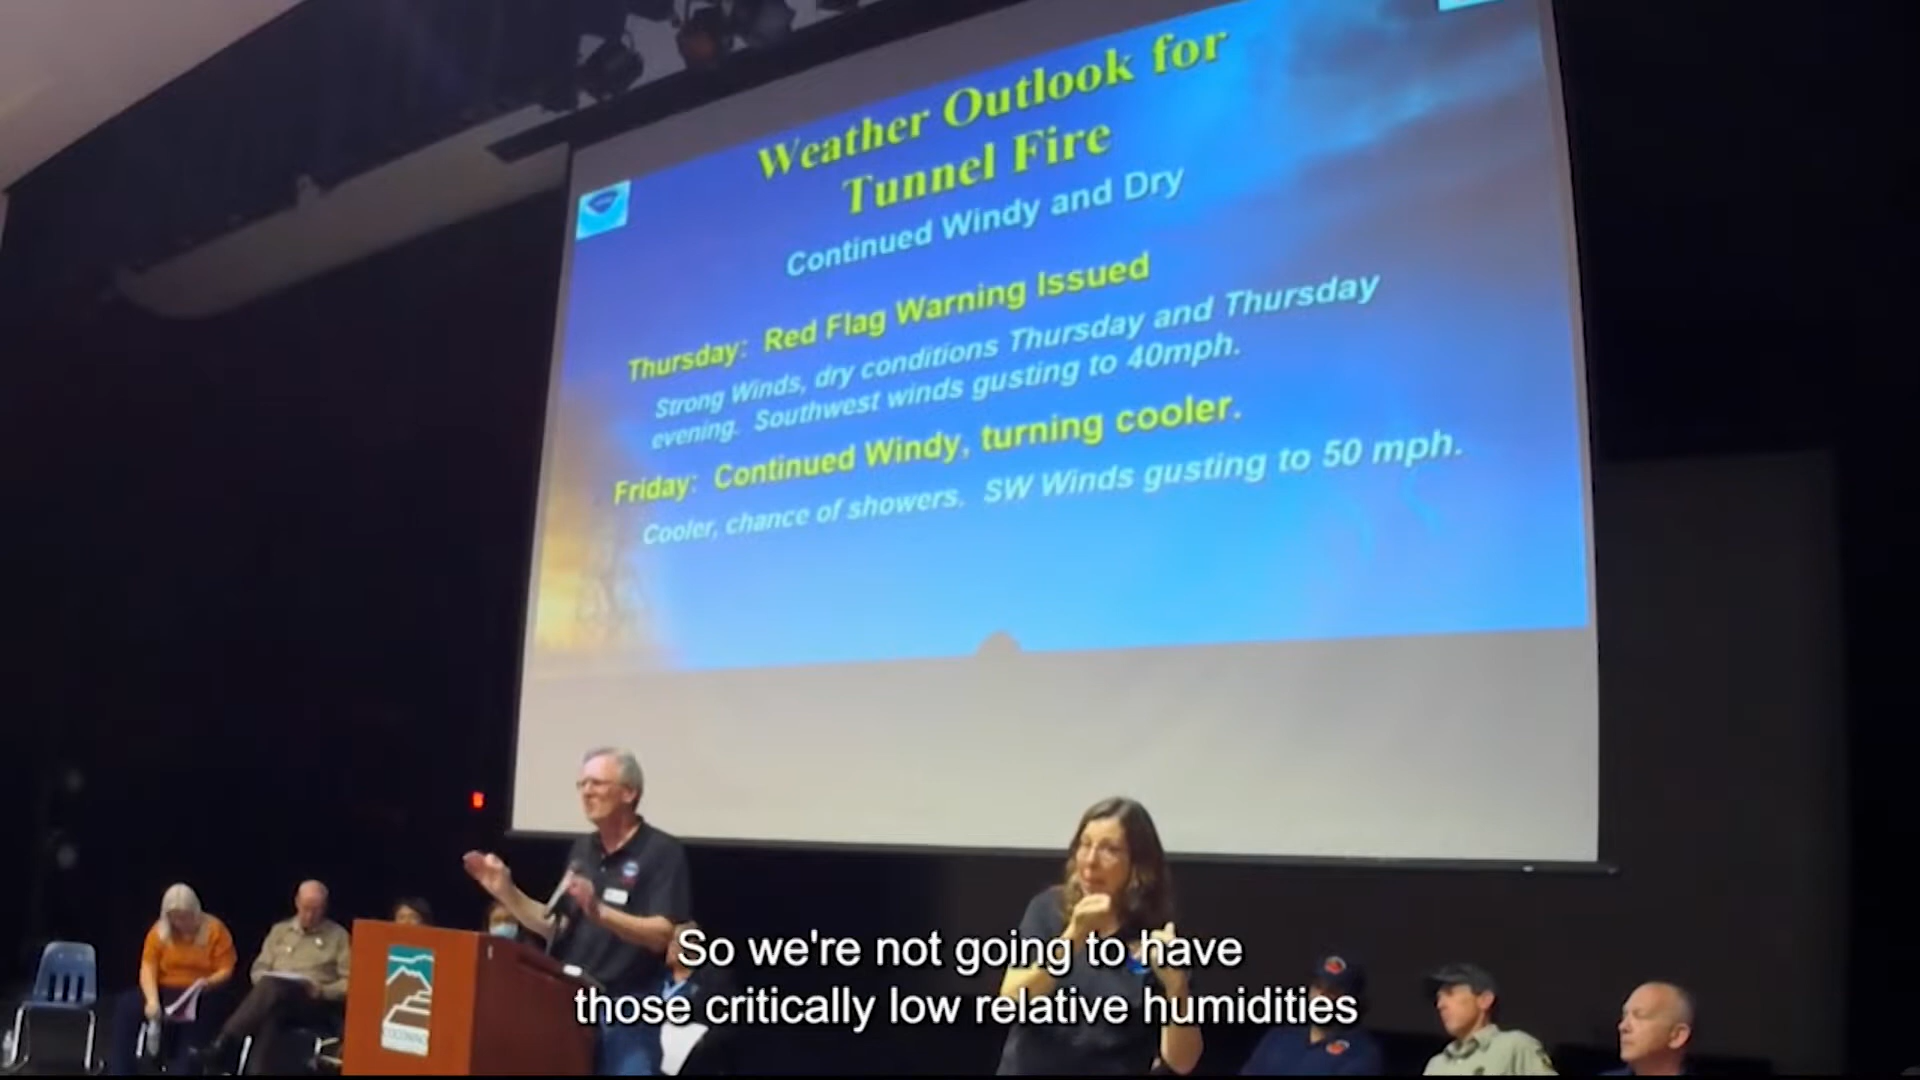 Weather Outlook for
Tunnel Fire
Continued Windy and Dry
Thursday: Red Flag Warning Issued
Strong Winds, dry conditions Thursday and Thursday
evening. Southwest winds gusting to 40mph.
Friday: Continued Windy, turning cooler.
Cooler, chance of showers. SW Winds gusting to 50 mph.
COCONINO
So we're not going to have
those critically low relative humidities